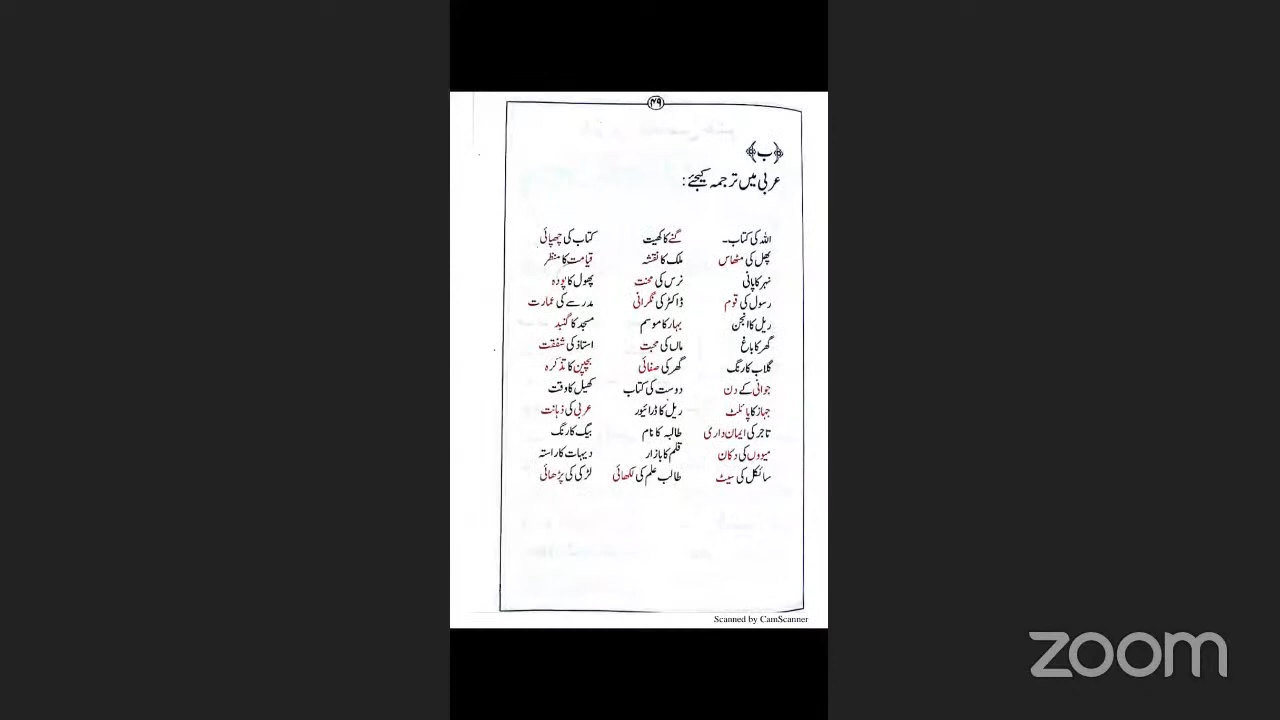 ۴۹
﴿ب﴾
عربی میں ترجمہ کیجئے:
اللہ کی کتاب۔ گنے کا کھیت کتاب کی چھپائی
پھل کی مٹھاس ملک کا نقشہ قیامت کا منظر
نہر کا پانی نرس کی محنت پھول کا پودہ
رسول کی قوم ڈاکٹر کی نگرانی مدرسے کی عمارت
ریل کا انجن بہار کا موسم مسجد کا گنبد
گھر کا باغ ماں کی محبت استاذ کی شفقت
گلاب کا رنگ گھر کی صفائی بچپن کا تذکرہ
جوانی کے دن دوست کی کتاب کھیل کا وقت
جہاز کا پائلٹ ریل کا ڈرائیور عربی کی ذہانت
تاجر کی ایمان داری طالبہ کا نام بیگ کا رنگ
میووں کی دکان قلم کا بازار دیہات کا راستہ
سائکل کی سیٹ طالب علم کی لکھائی لڑکی کی پڑھائی
Scanned by CamScanner
zoom